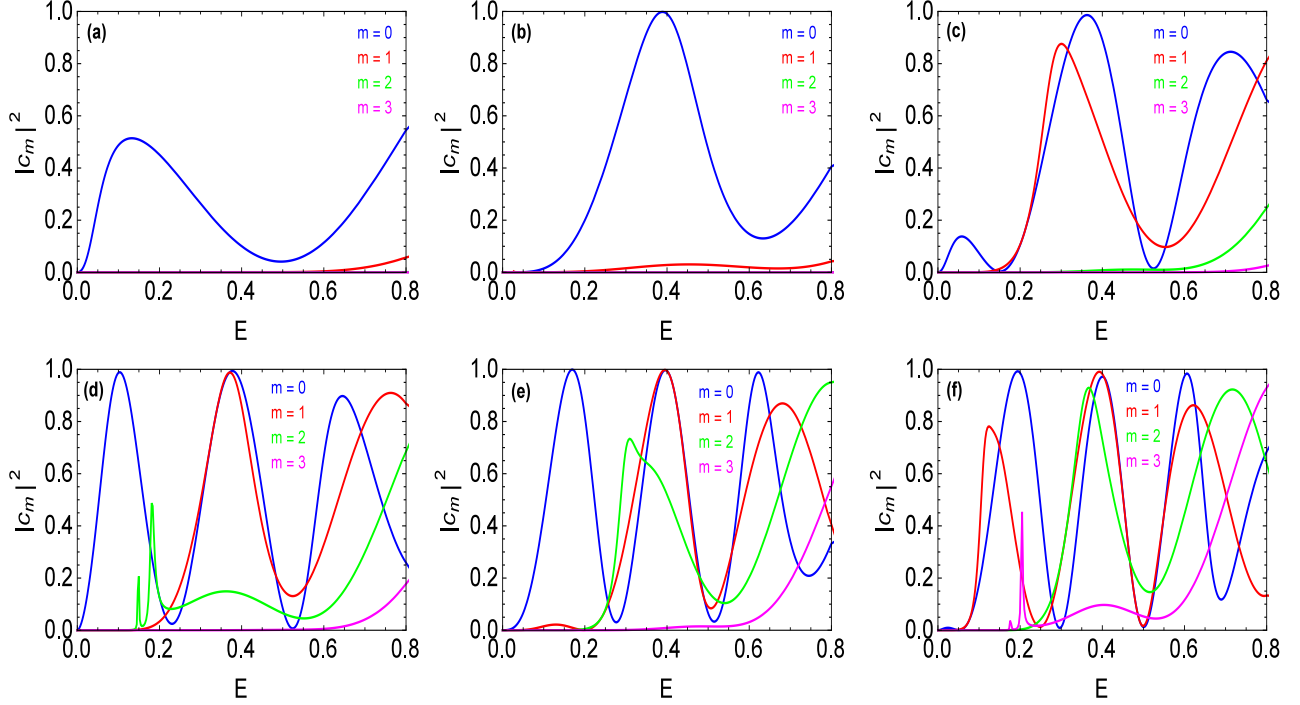 (a)
m = 0
m = 1
m = 2
m = 3
1.0
0.8
0.6
0.4
0.2
0.0
0.0 0.2 0.4 0.6 0.8
|c_m|²
E
(b)
m = 0
m = 1
m = 2
m = 3
1.0
0.8
0.6
0.4
0.2
0.0
0.0 0.2 0.4 0.6 0.8
|c_m|²
E
(c)
m = 0
m = 1
m = 2
m = 3
1.0
0.8
0.6
0.4
0.2
0.0
0.0 0.2 0.4 0.6 0.8
|c_m|²
E
(d)
m = 0
m = 1
m = 2
m = 3
1.0
0.8
0.6
0.4
0.2
0.0
0.0 0.2 0.4 0.6 0.8
|c_m|²
E
(e)
m = 0
m = 1
m = 2
m = 3
1.0
0.8
0.6
0.4
0.2
0.0
0.0 0.2 0.4 0.6 0.8
|c_m|²
E
(f)
m = 0
m = 1
m = 2
m = 3
1.0
0.8
0.6
0.4
0.2
0.0
0.0 0.2 0.4 0.6 0.8
|c_m|²
E